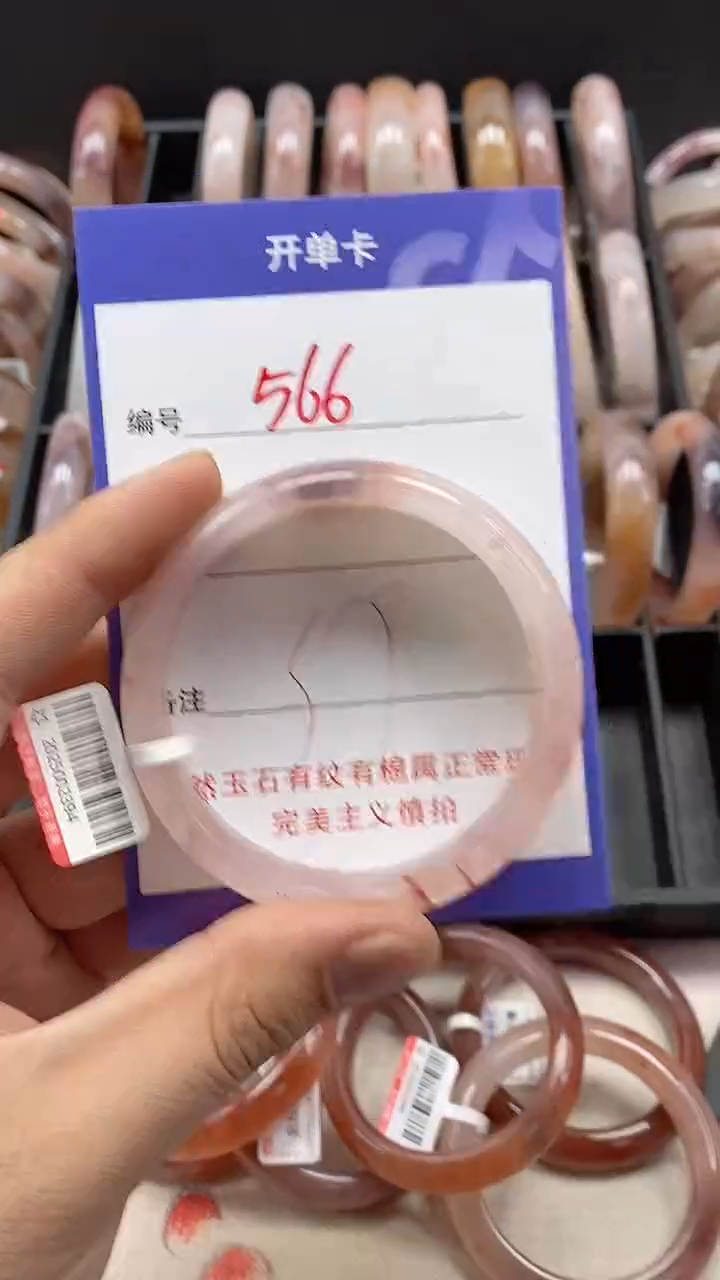 开单卡
编号 566
注
然玉石有纹有棉属正常
完美主义慎拍